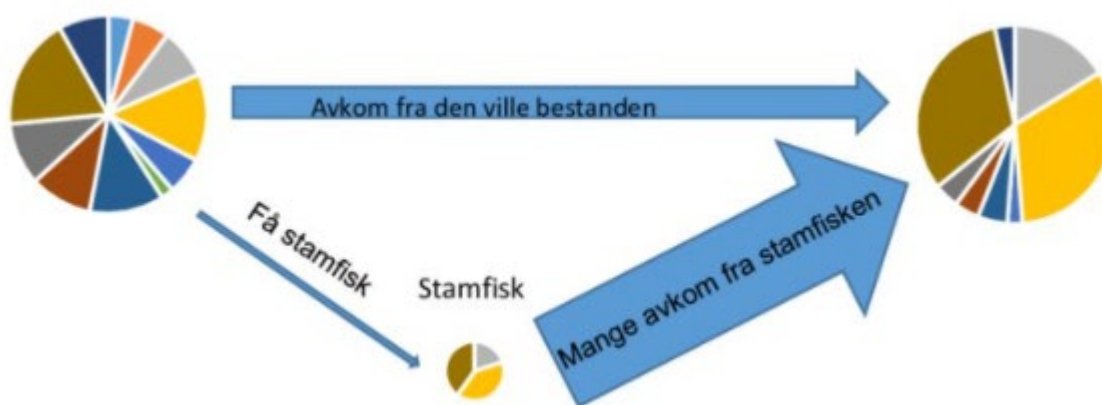 Avkom fra den ville bestanden
Få stamfisk
Stamfisk
Mange avkom fra stamfisken